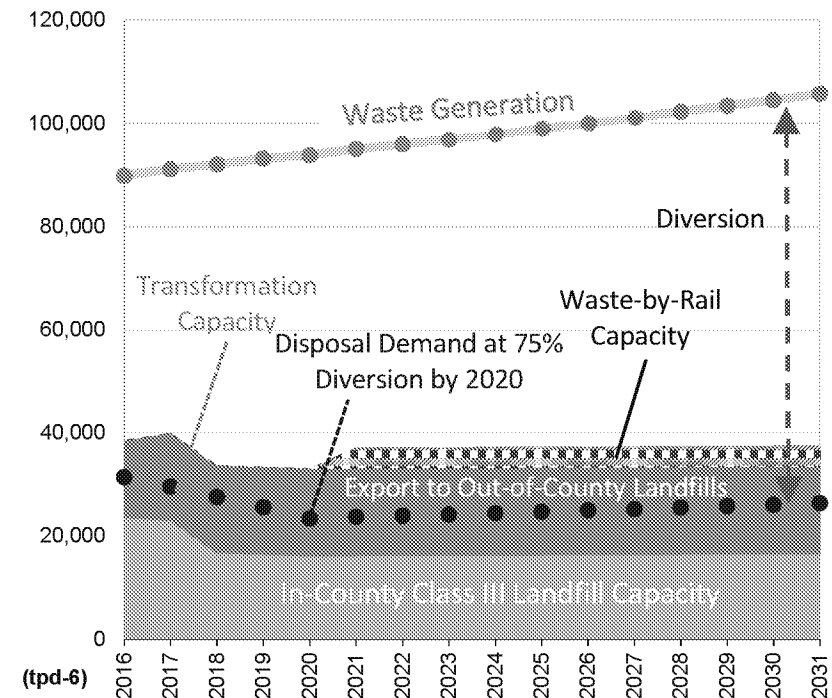 120,000
100,000
80,000
60,000
40,000
20,000
0
Waste Generation
Diversion
Transformation
Capacity
Waste-by-Rail
Capacity
Disposal Demand at 75%
Diversion by 2020
Export to Out-of-County Landfills
In-County Class III Landfill Capacity
(tpd-6)
2016
2017
2018
2019
2020
2021
2022
2023
2024
2025
2026
2027
2028
2029
2030
2031